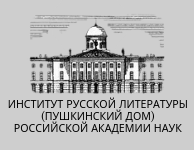 ИНСТИТУТ РУССКОЙ ЛИТЕРАТУРЫ
(ПУШКИНСКИЙ ДОМ)
РОССИЙСКОЙ АКАДЕМИИ НАУК